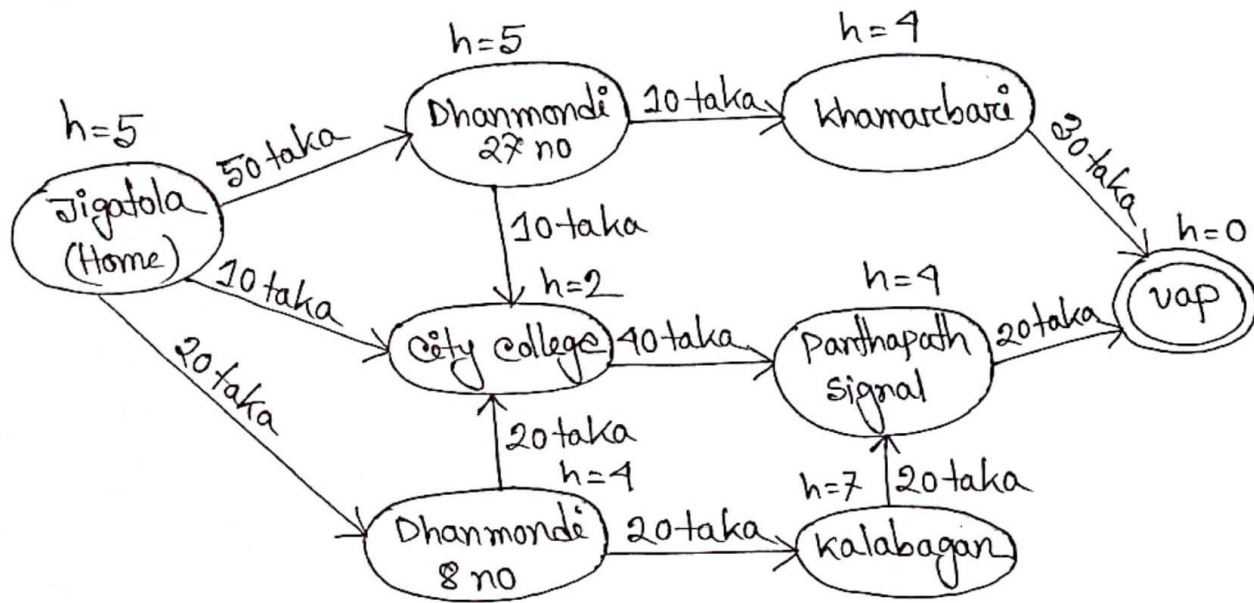 h=5
h=4
Dhanmondi
27 no
10 taka
Khamarbari
h=5
50 taka
Jigatola
(Home)
30 taka
10 taka
h=0
uap
10 taka
h=2
City College
40 taka
h=4
Panthapath
Signal
20 taka
20 taka
20 taka
h=4
Dhanmondi
8 no
20 taka
h=7
20 taka
Kalabagan